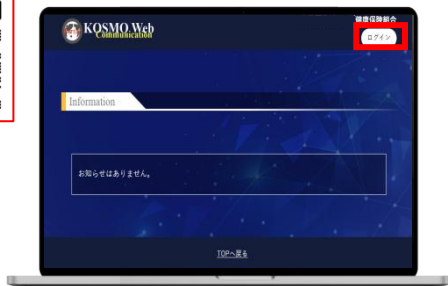 健康保険組合
KOSMO Web
Communication
ログイン
Information
お知らせはありません。
TOPへ戻る